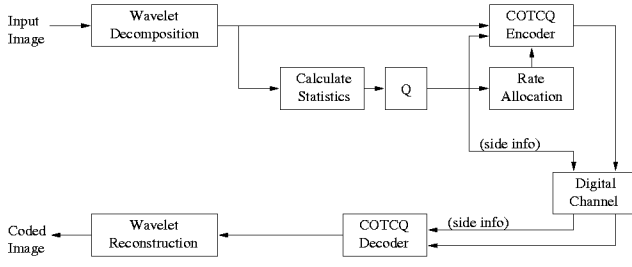 Input
Image
Wavelet
Decomposition
COTCQ
Encoder
Calculate
Statistics
Q
Rate
Allocation
(side info)
Digital
Channel
Coded
Image
Wavelet
Reconstruction
COTCQ
Decoder
(side info)